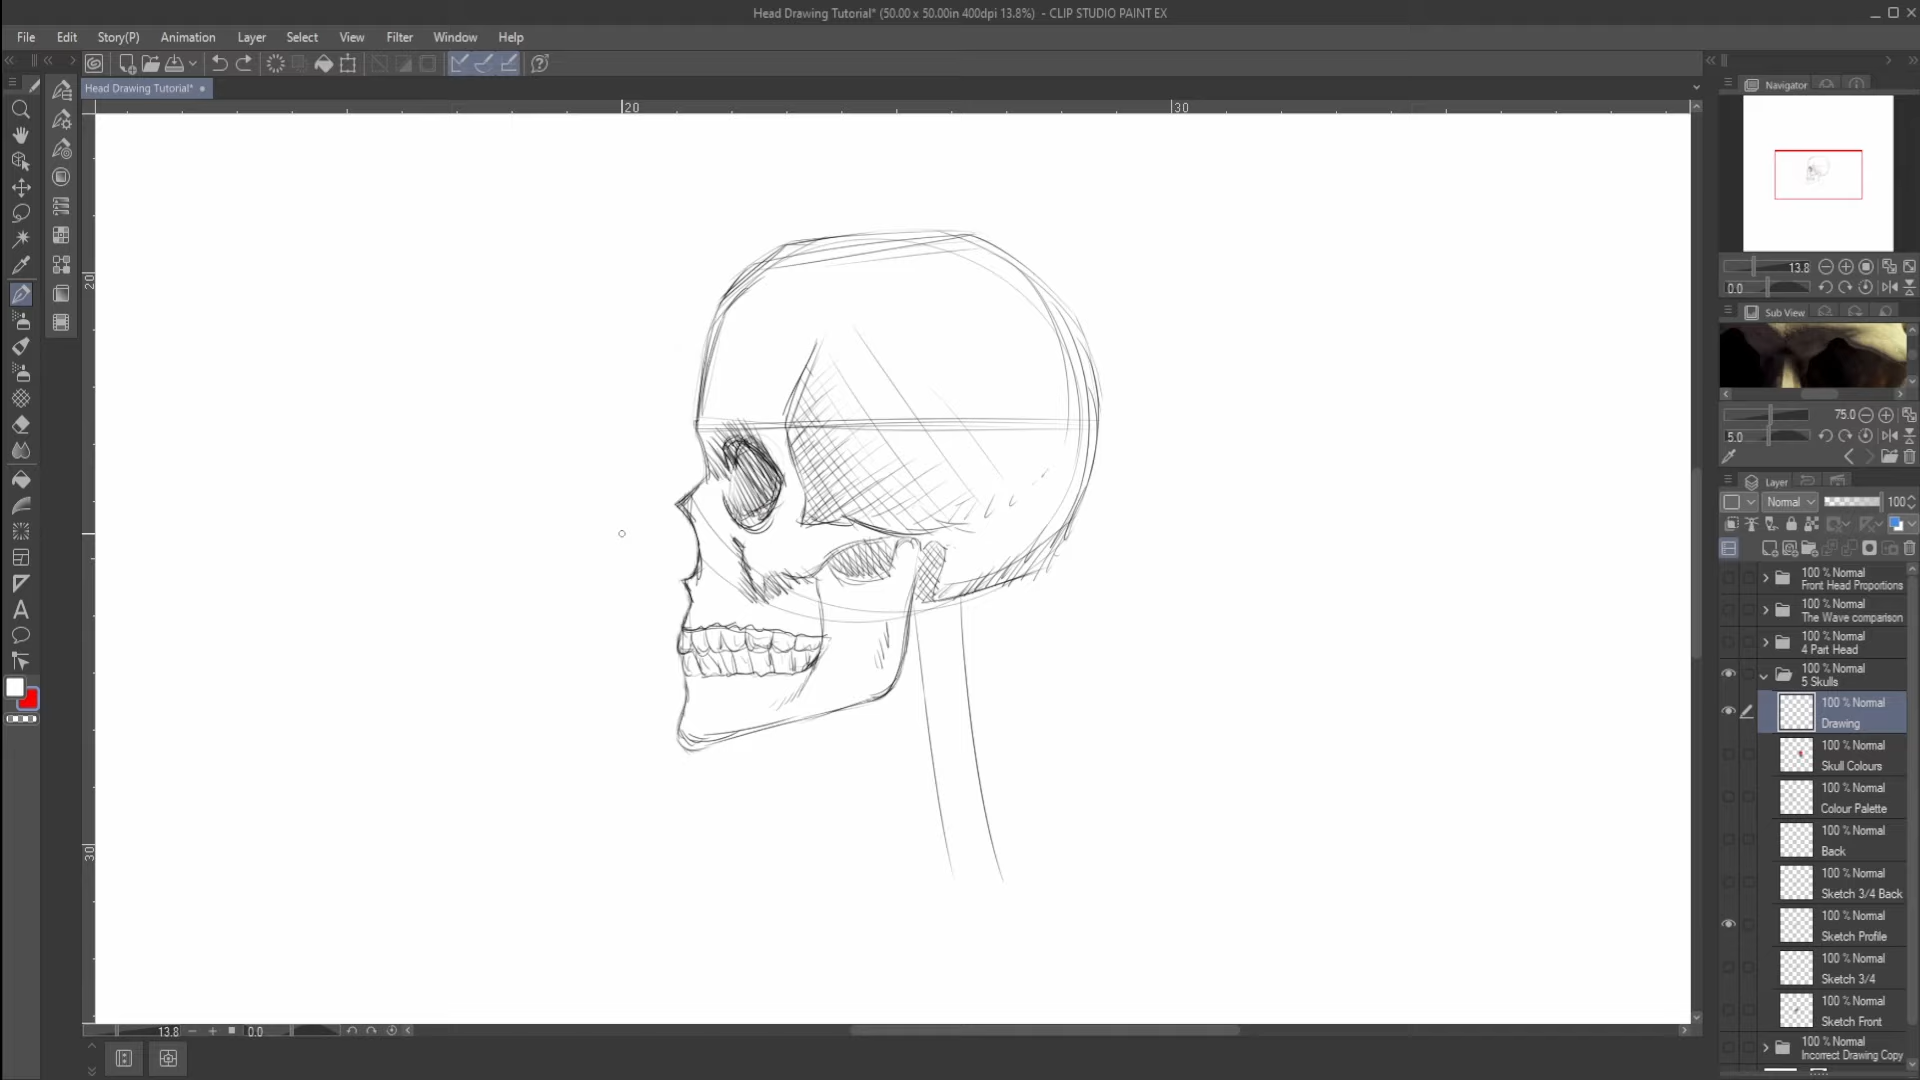 Head Drawing Tutorial* (50.00 x 50.00in 400dpi 13.8%) - CLIP STUDIO PAINT EX
File Edit Story(P) Animation Layer Select View Filter Window Help
Head Drawing Tutorial*
20 30
20
30
13.8 0.0
Navigator
13.8
0.0
Sub View
75.0
5.0
Layer
Normal 100
100 % Normal
Front Head Proportions
100 % Normal
The Wave comparison
100 % Normal
4 Part Head
100 % Normal
5 Skulls
100 % Normal
Drawing
100 % Normal
Skull Colours
100 % Normal
Colour Palette
100 % Normal
Back
100 % Normal
Sketch 3/4 Back
100 % Normal
Sketch Profile
100 % Normal
Sketch 3/4
100 % Normal
Sketch Front
100 % Normal
Incorrect Drawing Copy